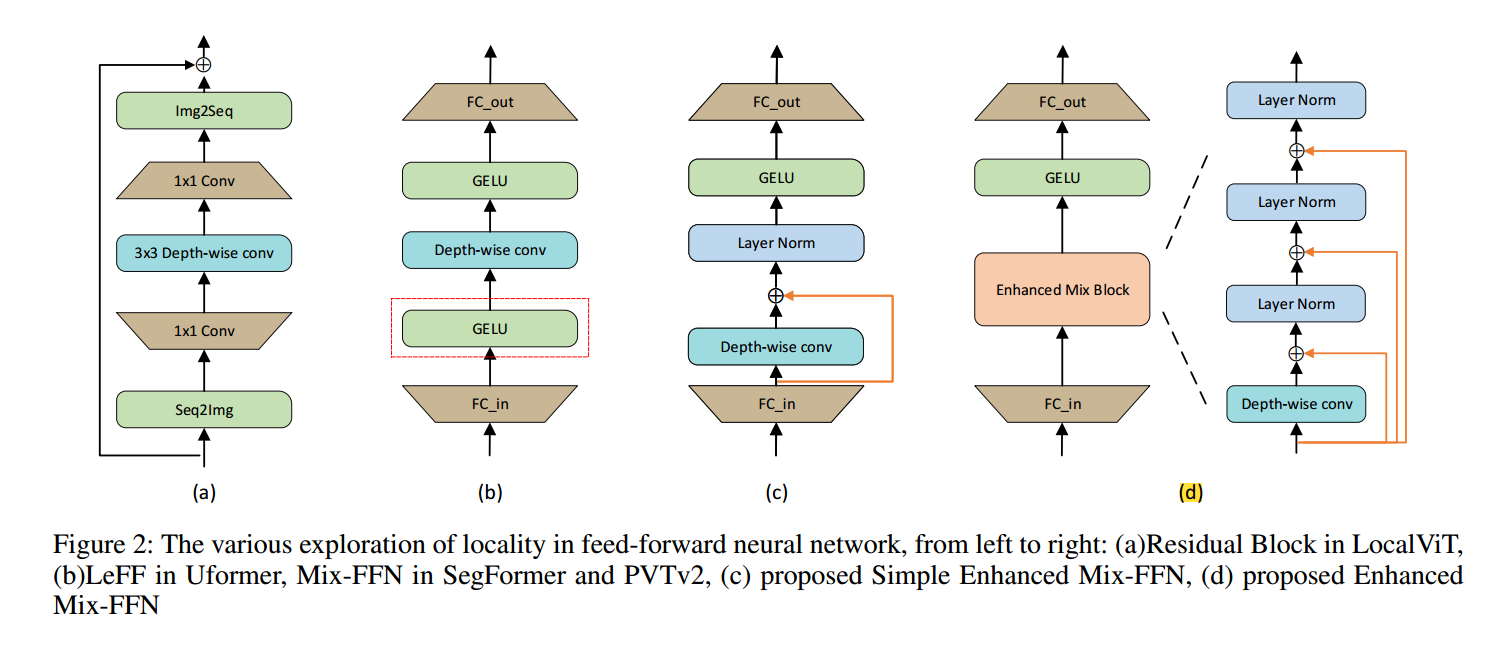 Img2Seq
1x1 Conv
3x3 Depth-wise conv
1x1 Conv
Seq2Img
(a)
FC_out
GELU
Depth-wise conv
GELU
FC_in
(b)
FC_out
GELU
Layer Norm
Depth-wise conv
FC_in
(c)
FC_out
GELU
Enhanced Mix Block
FC_in
Layer Norm
Layer Norm
Layer Norm
Depth-wise conv
(d)
Figure 2: The various exploration of locality in feed-forward neural network, from left to right: (a)Residual Block in LocalViT,
(b)LeFF in Uformer, Mix-FFN in SegFormer and PVTv2, (c) proposed Simple Enhanced Mix-FFN, (d) proposed Enhanced
Mix-FFN